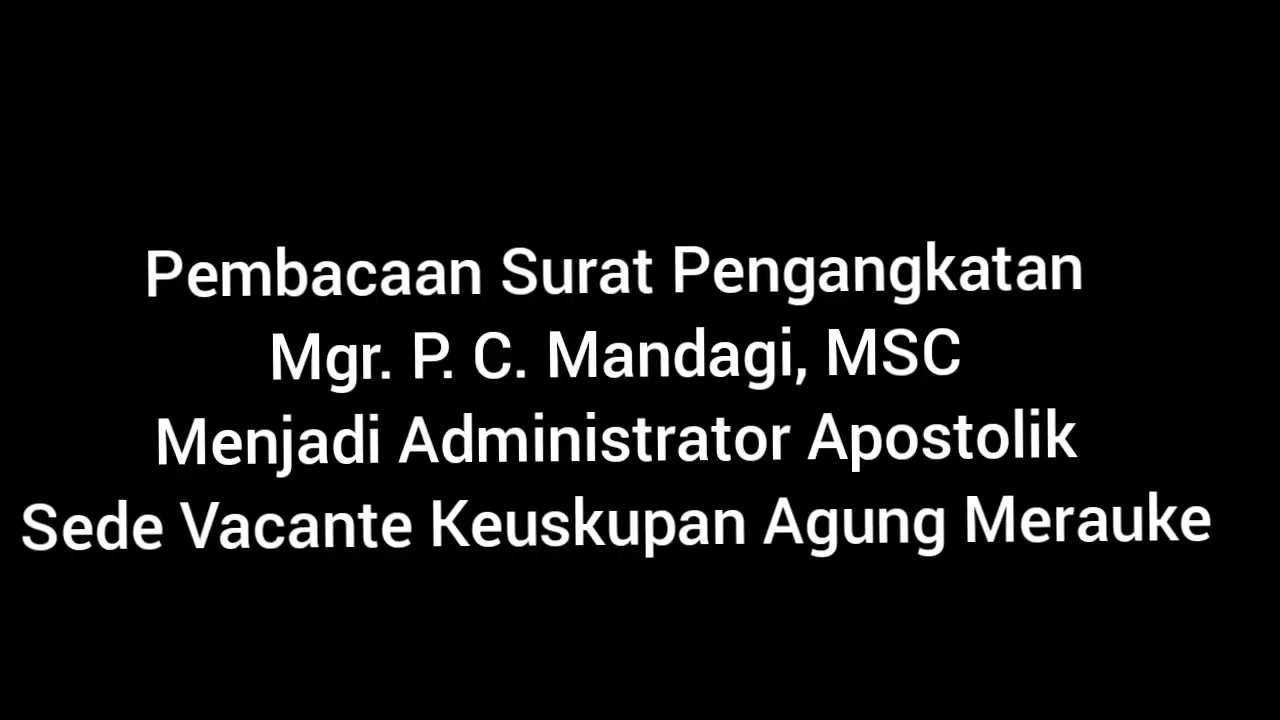 Pembacaan Surat Pengangkatan
Mgr. P. C. Mandagi, MSC
Menjadi Administrator Apostolik
Sede Vacante Keuskupan Agung Merauke